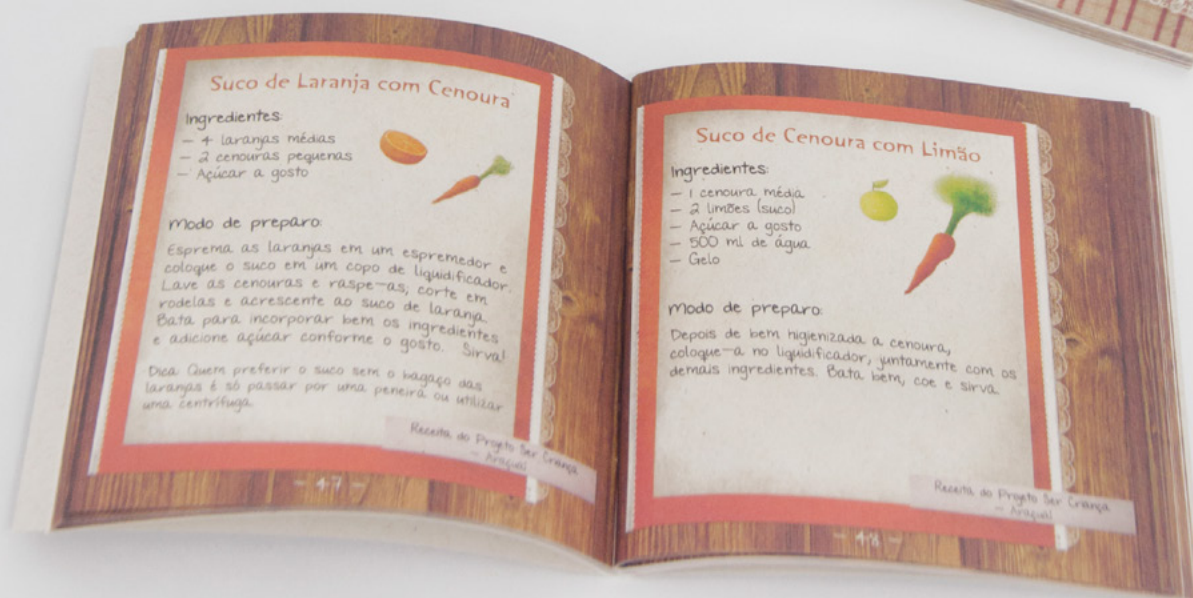 Suco de Laranja com Cenoura
Ingredientes:
– 4 laranjas médias
– 2 cenouras pequenas
– Açúcar a gosto
modo de preparo:
Esprema as laranjas em um espremedor e
coloque o suco em um copo de liquidificador.
Lave as cenouras e raspe-as, corte em
rodelas e acrescente ao suco de laranja.
Bata para incorporar bem os ingredientes
e adicione açúcar conforme o gosto. Sirva!
Dica: Quem preferir o suco sem o bagaço das
laranjas é só passar por uma peneira ou utilizar
uma centrífuga.
Receita do Projeto Ser Criança
– Araçuaí
– 47 –
Suco de Cenoura com Limão
Ingredientes:
– 1 cenoura média
– 2 limões (suco)
– Açúcar a gosto
– 500 ml de água
– Gelo
modo de preparo:
Depois de bem higienizada a cenoura,
coloque-a no liquidificador, juntamente com os
demais ingredientes. Bata bem, coe e sirva.
Receita do Projeto Ser Criança
– Araçuaí
– 48 –